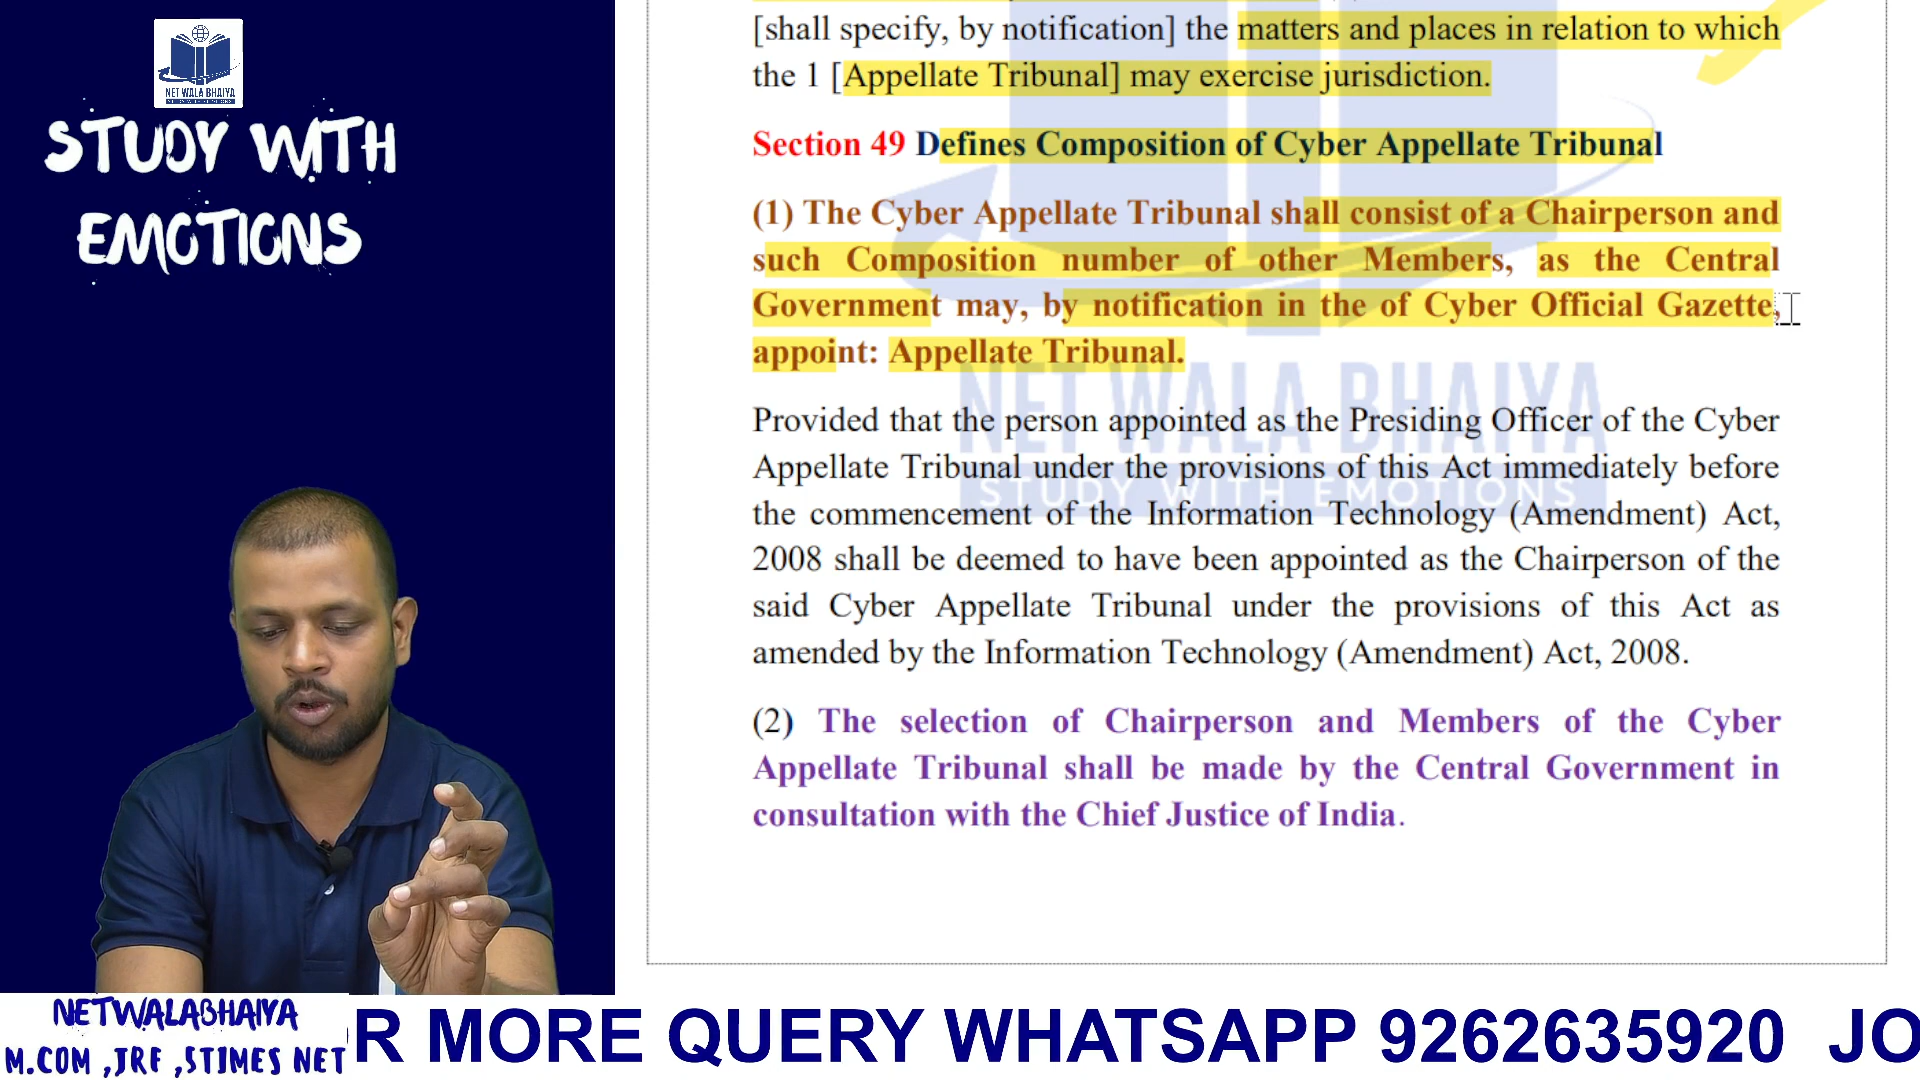 NET WALA BHAIYA
STUDY WITH
EMOTIONS
[shall specify, by notification] the matters and places in relation to which
the 1 [Appellate Tribunal] may exercise jurisdiction.
Section 49 Defines Composition of Cyber Appellate Tribunal
(1) The Cyber Appellate Tribunal shall consist of a Chairperson and
such Composition number of other Members, as the Central
Government may, by notification in the of Cyber Official Gazette,
appoint: Appellate Tribunal.
NET WALA BHAIYA
STUDY WITH EMOTIONS
Provided that the person appointed as the Presiding Officer of the Cyber
Appellate Tribunal under the provisions of this Act immediately before
the commencement of the Information Technology (Amendment) Act,
2008 shall be deemed to have been appointed as the Chairperson of the
said Cyber Appellate Tribunal under the provisions of this Act as
amended by the Information Technology (Amendment) Act, 2008.
(2) The selection of Chairperson and Members of the Cyber
Appellate Tribunal shall be made by the Central Government in
consultation with the Chief Justice of India.
NETWALABHAIYA
M.COM ,JRF ,5TIMES NET
R MORE QUERY WHATSAPP 9262635920 JO